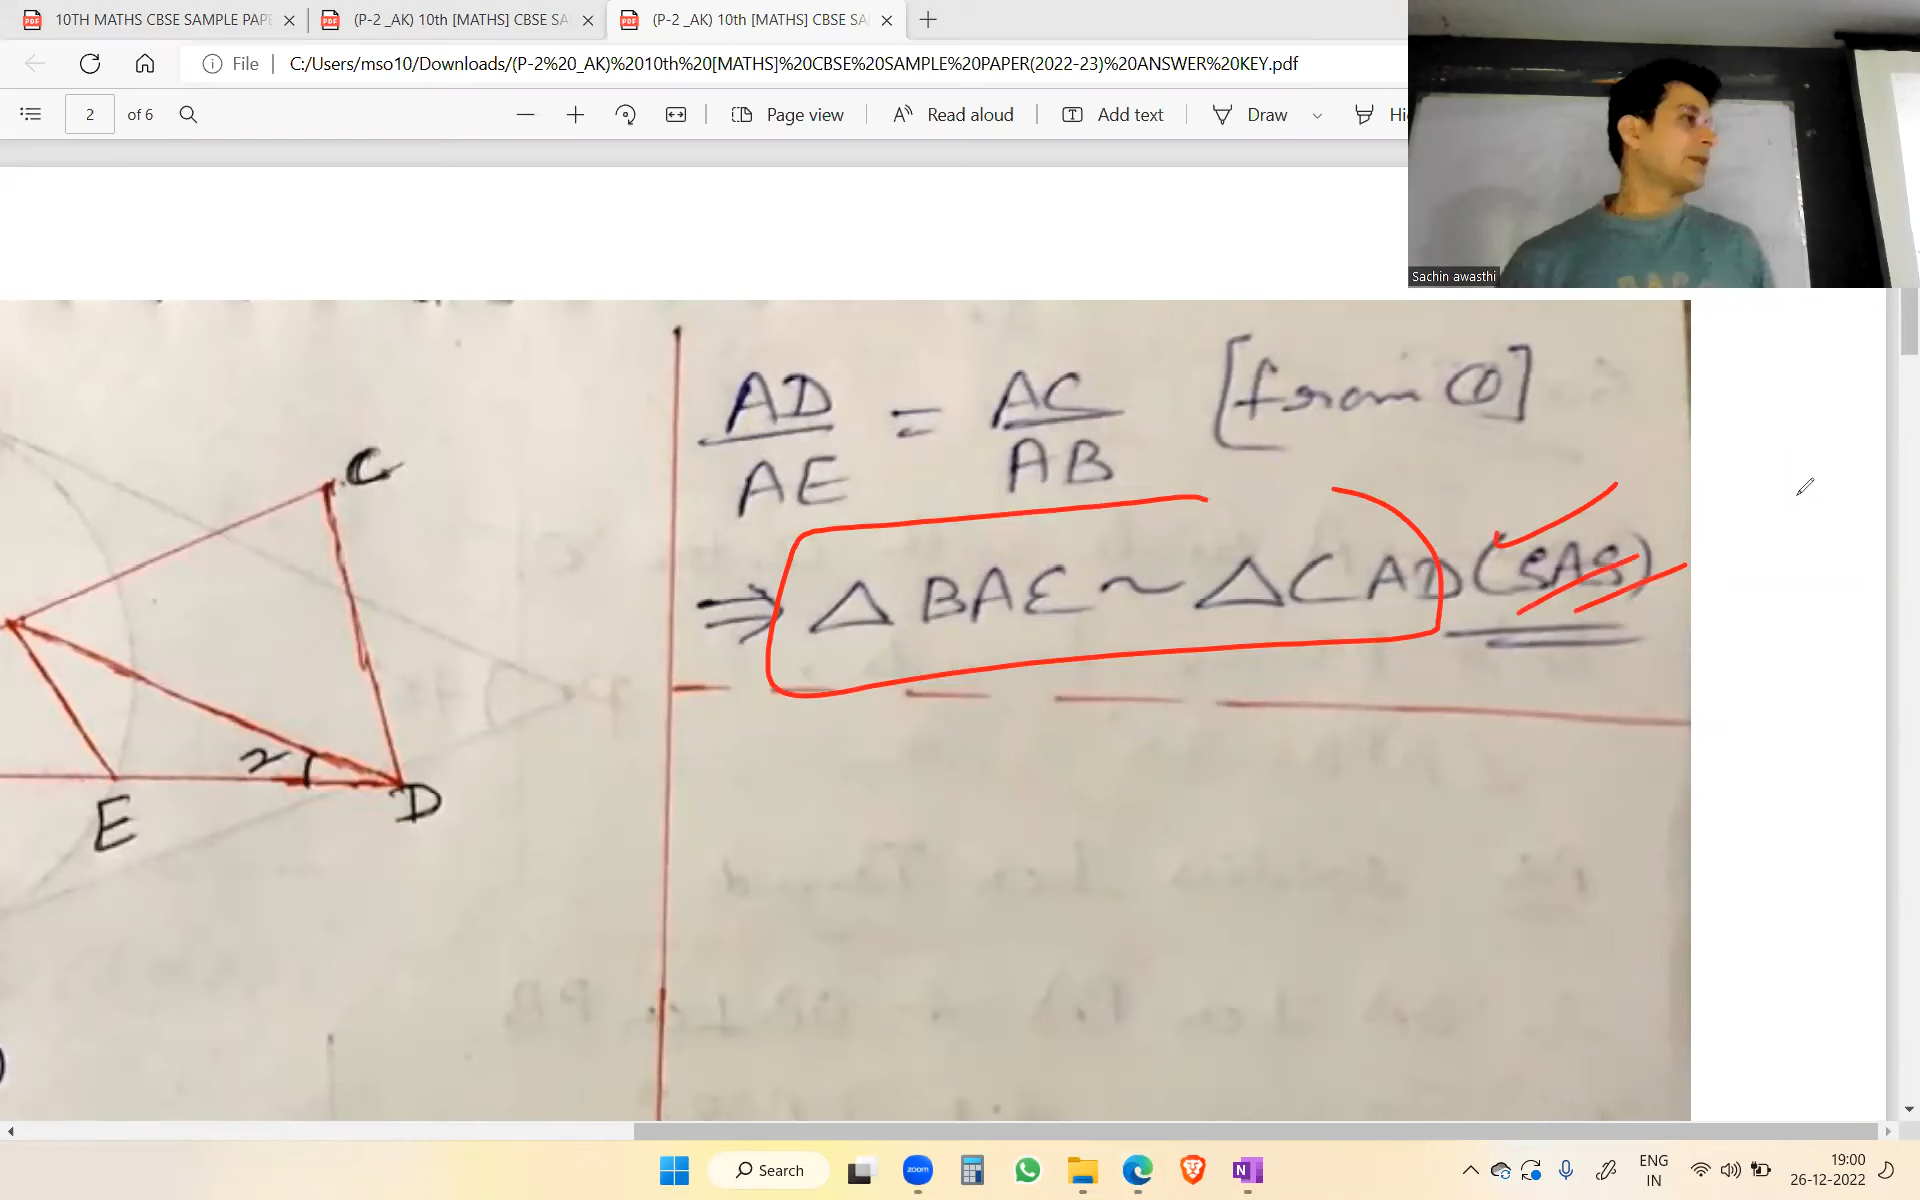 10TH MATHS CBSE SAMPLE PAPE
(P-2 _AK) 10th [MATHS] CBSE SA
(P-2 _AK) 10th [MATHS] CBSE SA
File
C:/Users/mso10/Downloads/(P-2%20_AK)%2010th%20[MATHS]%20CBSE%20SAMPLE%20PAPER(2022-23)%20ANSWER%20KEY.pdf
2 of 6
Page view
Read aloud
Add text
Draw
Hi
Sachin awasthi
AD/AE = AC/AB [from ①]
⇒ △BAE ~ △CAD (SAS)
C
2
E
D
Search
zoom
ENG
IN
19:00
26-12-2022